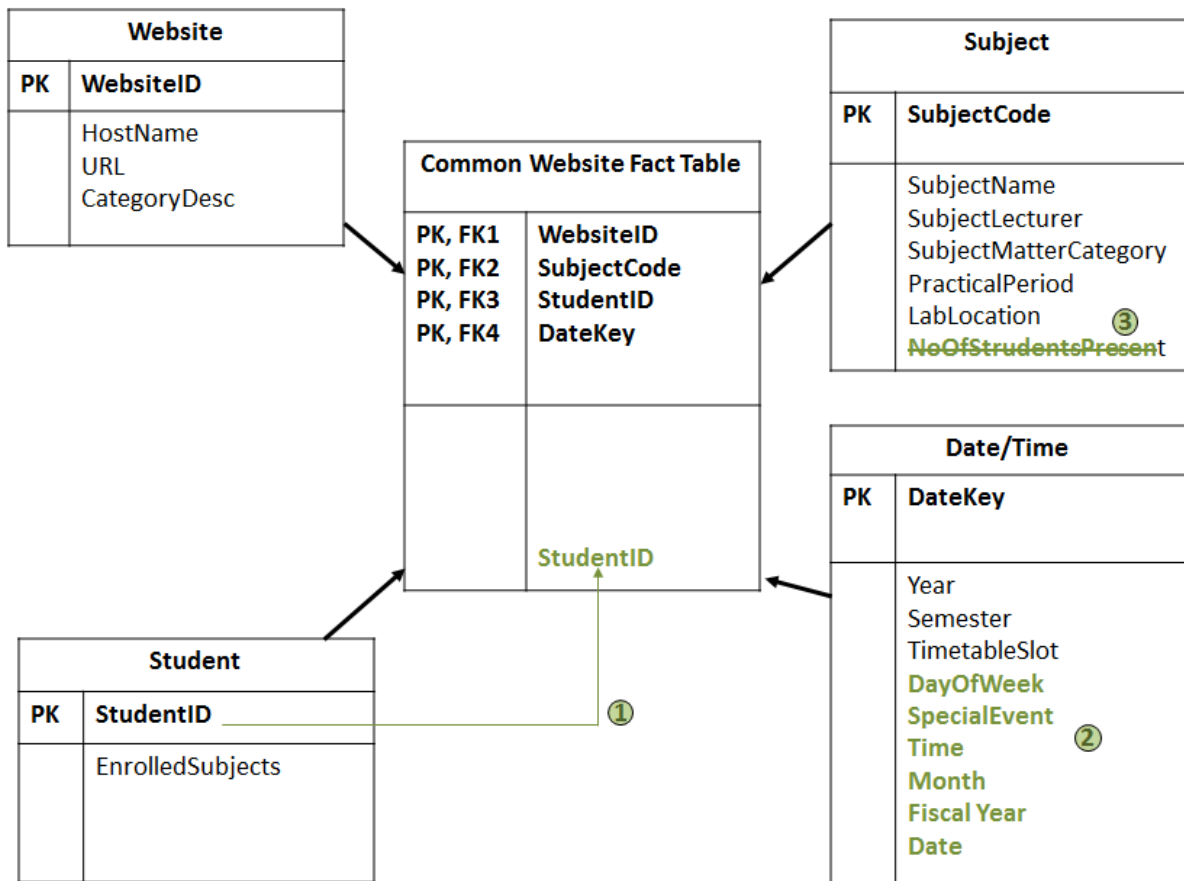 Website
PK WebsiteID
HostName
URL
CategoryDesc
Common Website Fact Table
PK, FK1 WebsiteID
PK, FK2 SubjectCode
PK, FK3 StudentID
PK, FK4 DateKey
StudentID
Subject
PK SubjectCode
SubjectName
SubjectLecturer
SubjectMatterCategory
PracticalPeriod
LabLocation
3
NoOfStrudentsPresent
Date/Time
PK DateKey
Year
Semester
TimetableSlot
DayOfWeek
SpecialEvent
Time
2
Month
Fiscal Year
Date
Student
PK StudentID
1
EnrolledSubjects